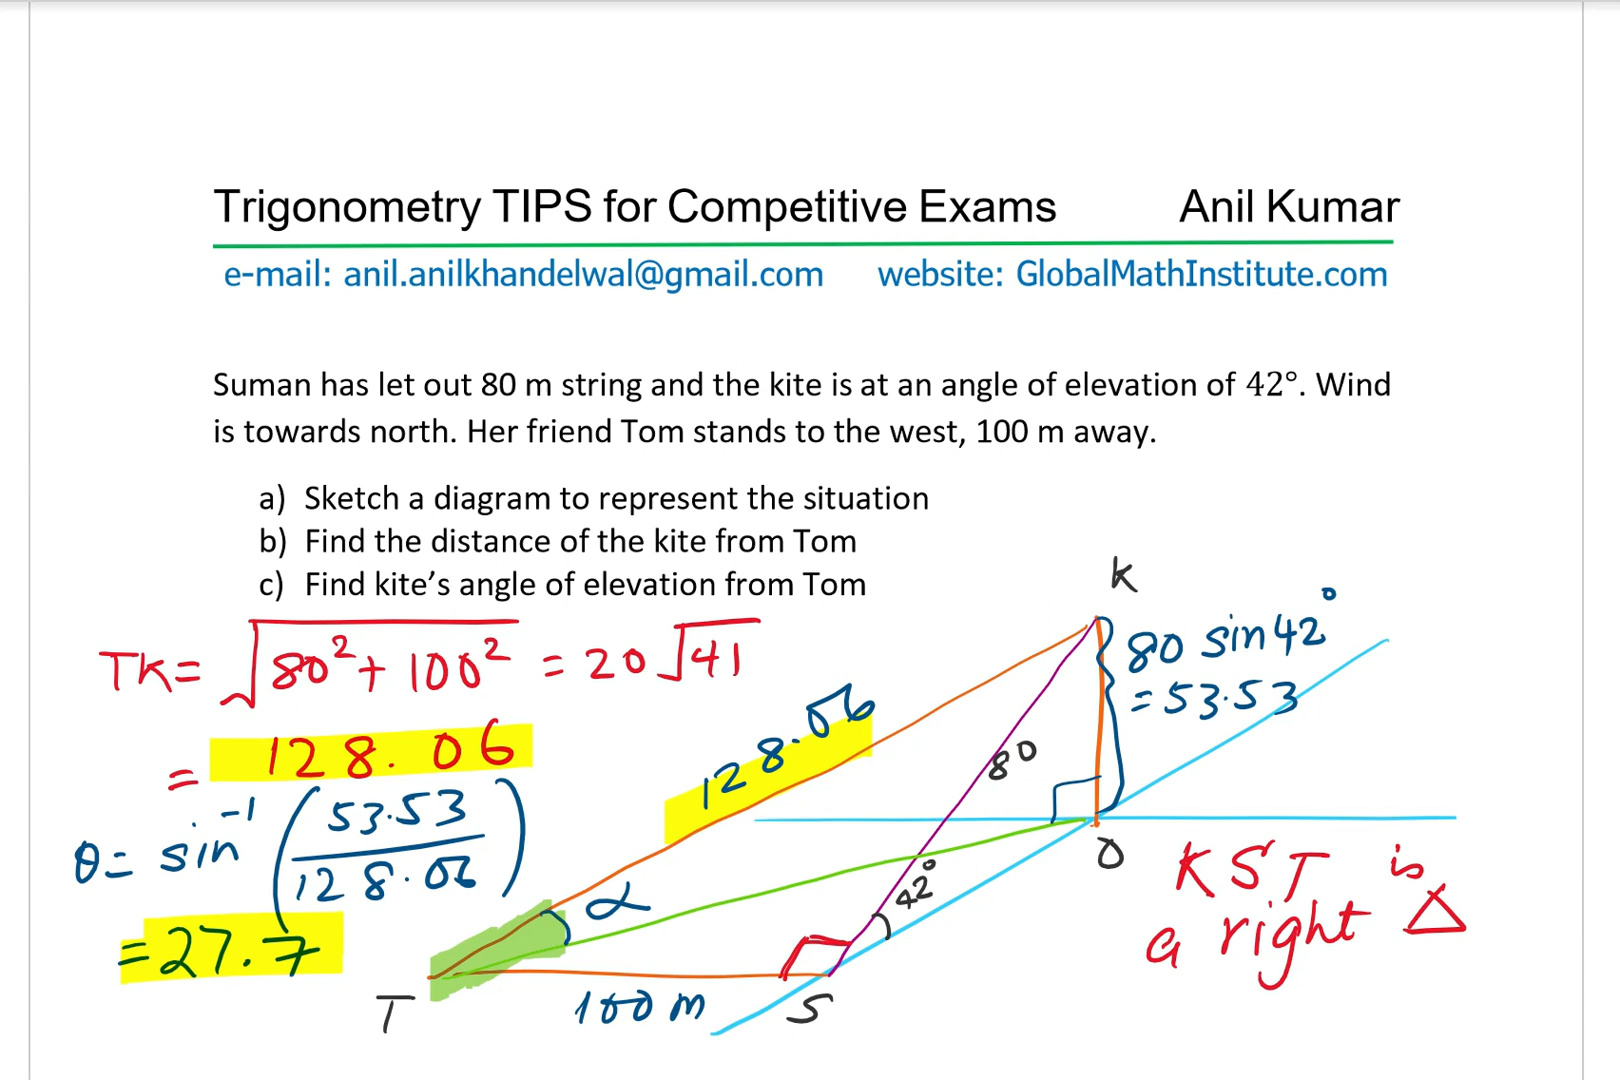 Trigonometry TIPS for Competitive Exams Anil Kumar
e-mail: anil.anilkhandelwal@gmail.com website: GlobalMathInstitute.com
Suman has let out 80 m string and the kite is at an angle of elevation of 42°. Wind
is towards north. Her friend Tom stands to the west, 100 m away.
a) Sketch a diagram to represent the situation
b) Find the distance of the kite from Tom
c) Find kite's angle of elevation from Tom
K
TK= √80²+100² = 20√41
80 sin 42°
= 53.53
= 128.06
128.06
80
θ = sin⁻¹ (53.53/128.06)
= 27.7
α
42°
O
KST is
a right Δ
T
100 m
S